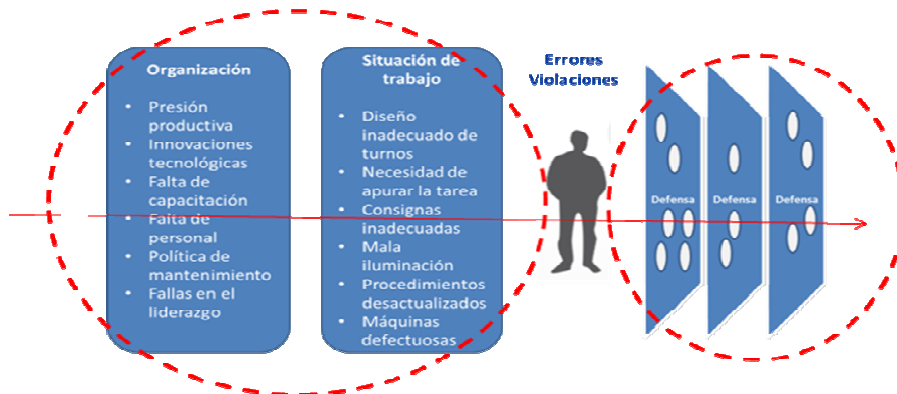 Organización
• Presión
productiva
• Innovaciones
tecnológicas
• Falta de
capacitación
• Falta de
personal
• Política de
mantenimiento
• Fallas en el
liderazgo
Situación de
trabajo
• Diseño
inadecuado de
turnos
• Necesidad de
apurar la tarea
• Consignas
inadecuadas
• Mala
iluminación
• Procedimientos
desactualizados
• Máquinas
defectuosas
Errores
Violaciones
Defensa
Defensa
Defensa